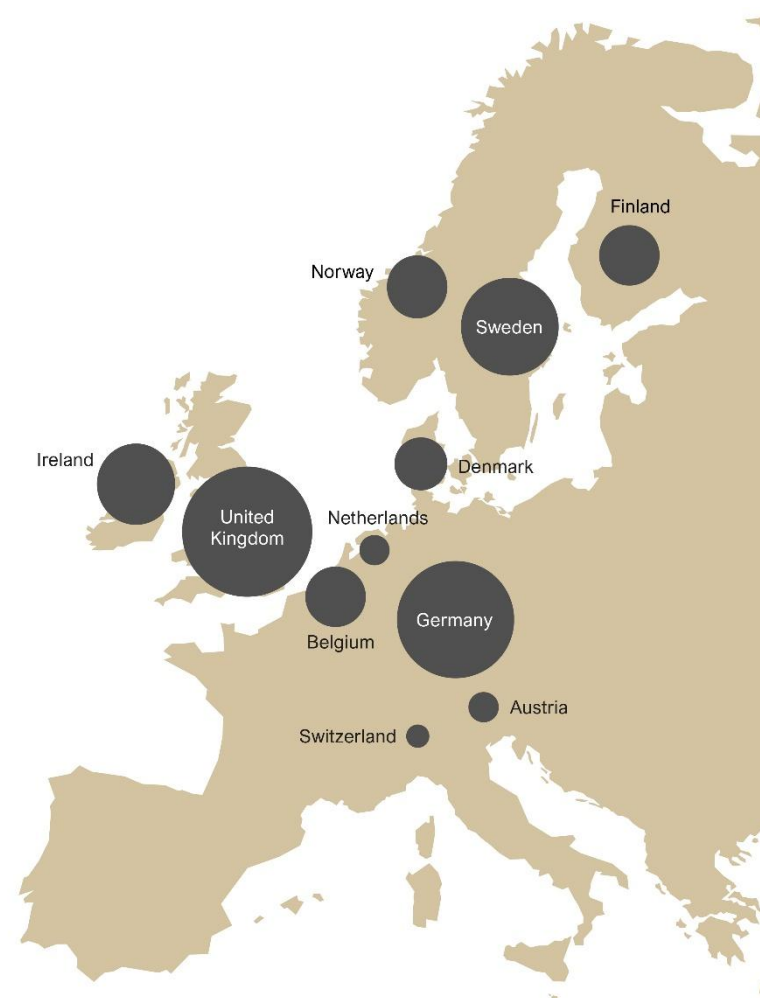 Finland
Norway
Sweden
Ireland
Denmark
United
Kingdom
Netherlands
Germany
Belgium
Austria
Switzerland